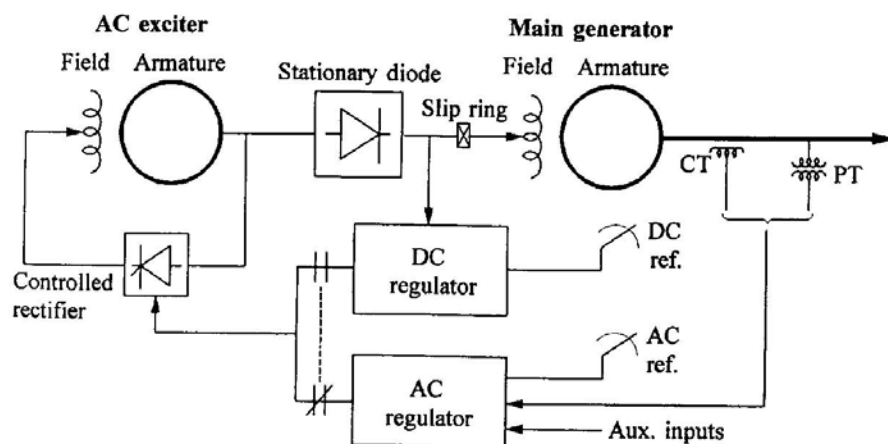 AC exciter
Main generator
Field
Armature
Stationary diode
Field
Armature
Slip ring
CT
PT
Controlled
rectifier
DC
regulator
DC
ref.
AC
regulator
AC
ref.
Aux. inputs